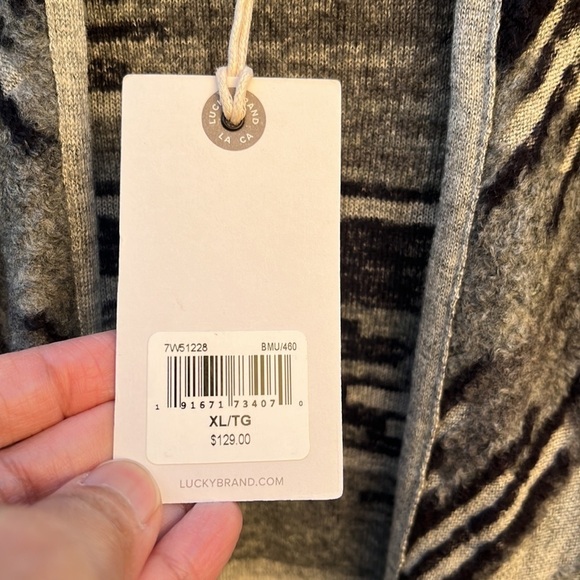 LUCKY BRAND
LA CA
7W51228 BMU/460
1 91671 73407 0
XL/TG
$129.00
LUCKYBRAND.COM